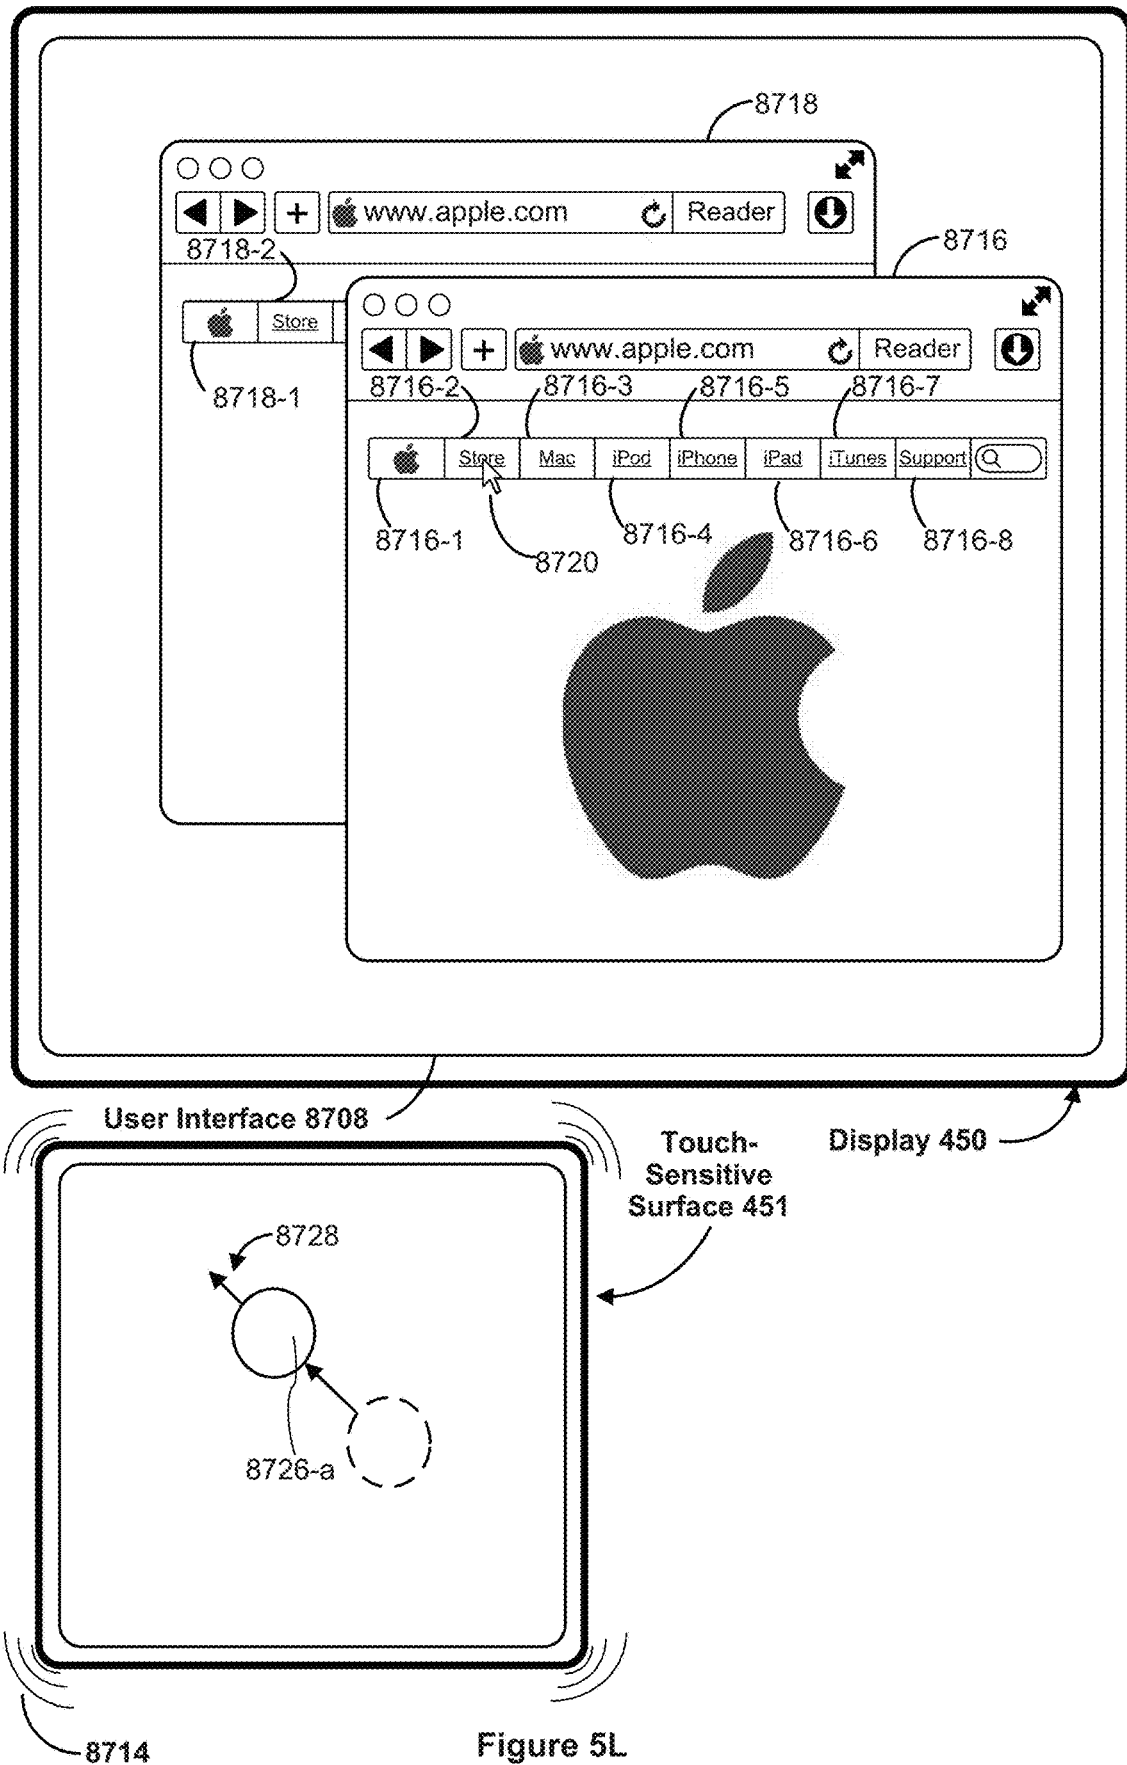 8718
www.apple.com Reader
8718-2
8716
Store
www.apple.com Reader
8718-1
8716-2 8716-3 8716-5 8716-7
Store Mac iPod iPhone iPad iTunes Support
8716-1 8716-4 8716-6 8716-8
8720
User Interface 8708
Display 450
Touch-
Sensitive
Surface 451
8728
8726-a
8714
Figure 5L